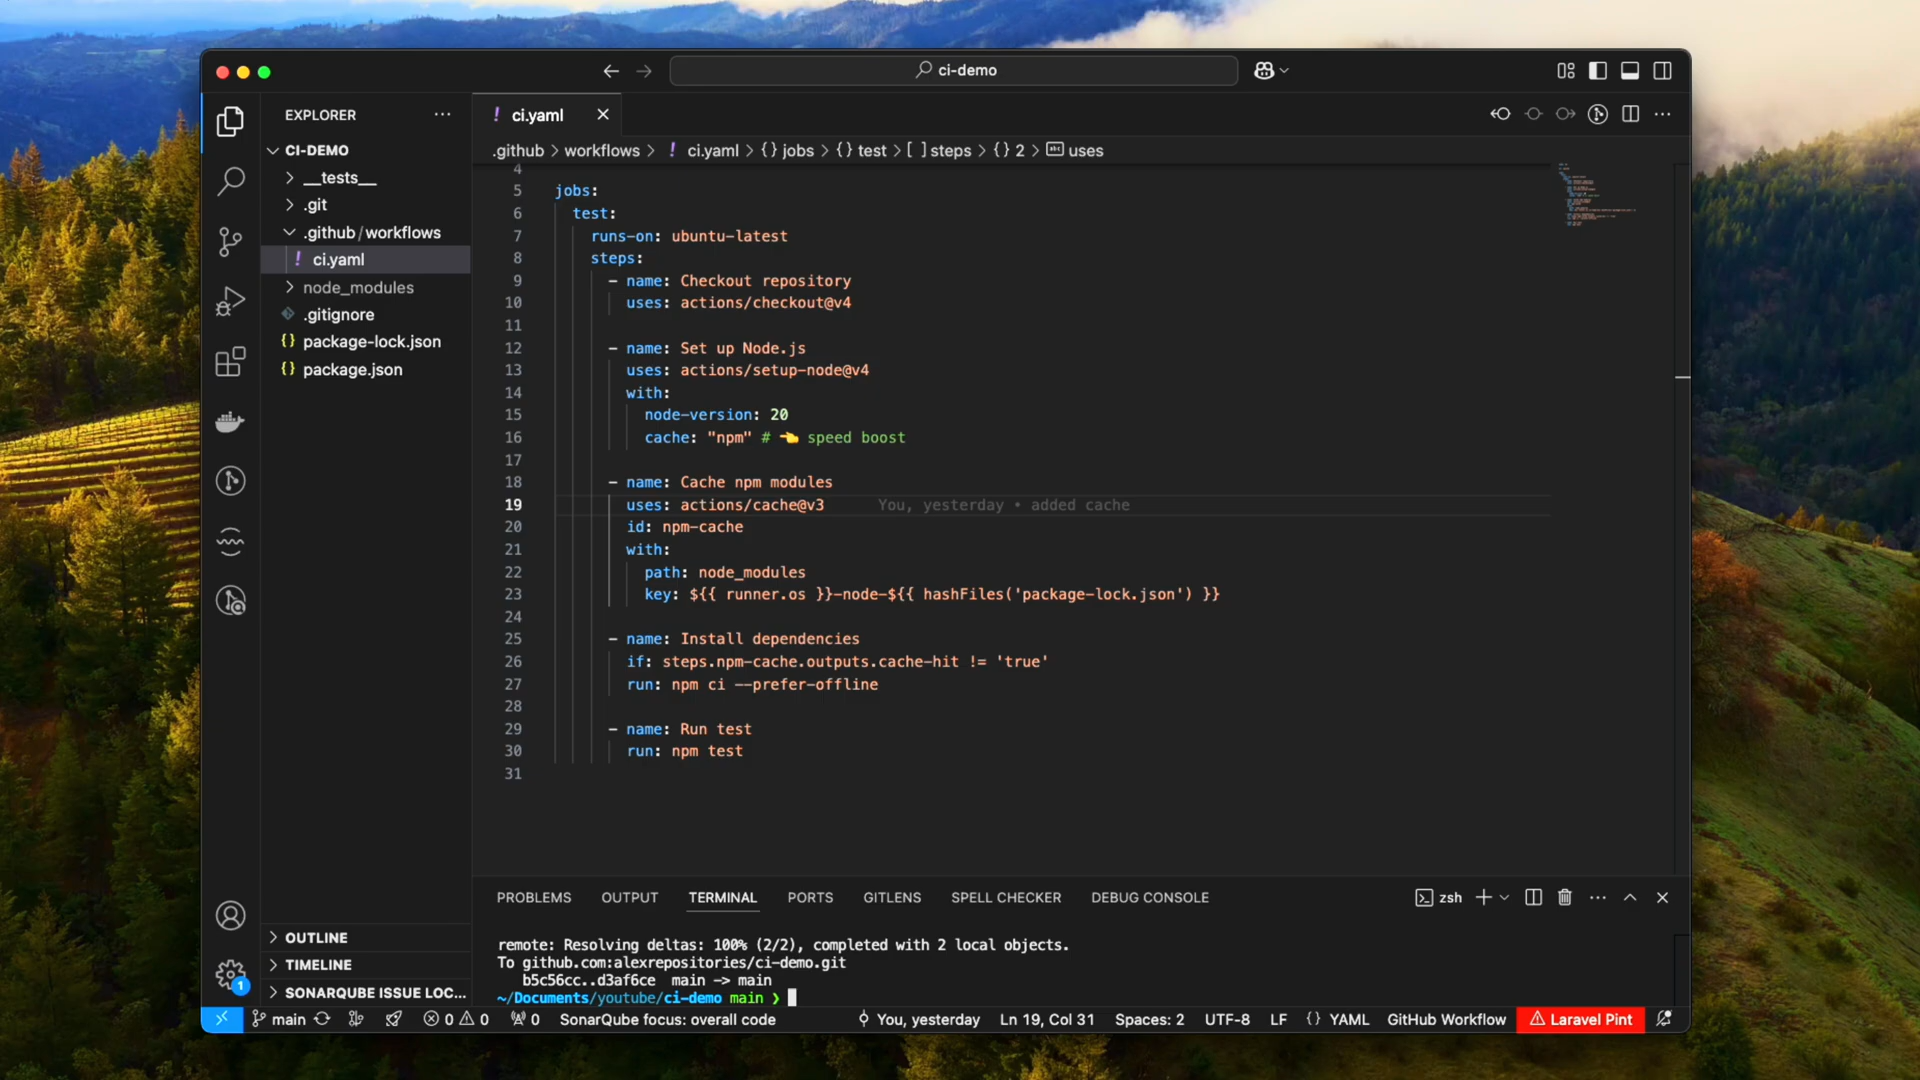 ci-demo
EXPLORER
ci.yaml
CI-DEMO
__tests__
.git
.github/workflows
ci.yaml
node_modules
.gitignore
package-lock.json
package.json
OUTLINE
TIMELINE
SONARQUBE ISSUE LOC...
1
.github > workflows > ci.yaml > {} jobs > {} test > [ ] steps > {} 2 > uses
4
5 jobs:
6 test:
7 runs-on: ubuntu-latest
8 steps:
9 - name: Checkout repository
10 uses: actions/checkout@v4
11
12 - name: Set up Node.js
13 uses: actions/setup-node@v4
14 with:
15 node-version: 20
16 cache: "npm" # 👈 speed boost
17
18 - name: Cache npm modules
19 uses: actions/cache@v3 You, yesterday • added cache
20 id: npm-cache
21 with:
22 path: node_modules
23 key: ${{ runner.os }}-node-${{ hashFiles('package-lock.json') }}
24
25 - name: Install dependencies
26 if: steps.npm-cache.outputs.cache-hit != 'true'
27 run: npm ci --prefer-offline
28
29 - name: Run test
30 run: npm test
31
PROBLEMS OUTPUT TERMINAL PORTS GITLENS SPELL CHECKER DEBUG CONSOLE zsh
remote: Resolving deltas: 100% (2/2), completed with 2 local objects.
To github.com:alexrepositories/ci-demo.git
b5c56cc..d3af6ce main -> main
~/Documents/youtube/ci-demo main ❯
main 0 0 0 SonarQube focus: overall code You, yesterday Ln 19, Col 31 Spaces: 2 UTF-8 LF {} YAML GitHub Workflow Laravel Pint